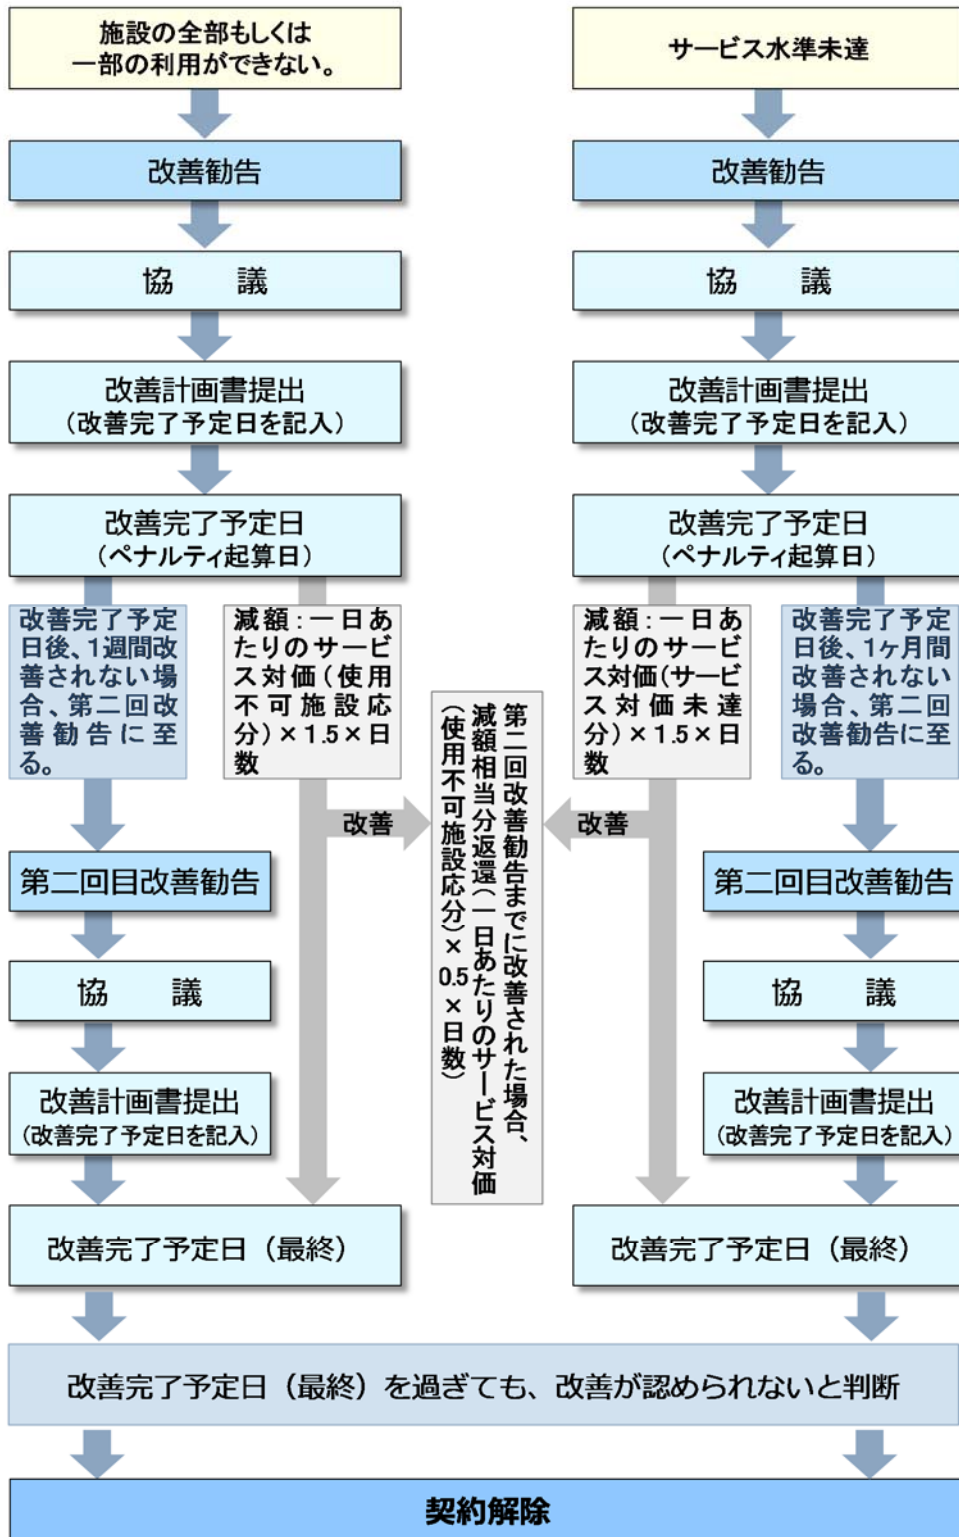 施設の全部もしくは
一部の利用ができない。
改善勧告
協　　議
改善計画書提出
（改善完了予定日を記入）
改善完了予定日
（ペナルティ起算日）
改善完了予定
日後、1週間改
善されない場
合、第二回改
善勧告に至
る。
減額：一日あ
たりのサービ
ス対価（使用
不可施設応
分）×1.5×日
数
改善
第二回目改善勧告
協　　議
改善計画書提出
（改善完了予定日を記入）
改善完了予定日（最終）
第二回改善勧告までに改善された場合、
減額相当分返還（一日あたりのサービス対価
（使用不可施設応分）× 0.5 × 日数）
サービス水準未達
改善勧告
協　　議
改善計画書提出
（改善完了予定日を記入）
改善完了予定日
（ペナルティ起算日）
減額：一日あ
たりのサービ
ス対価（サービ
ス対価未達
分）×1.5×日
数
改善完了予定
日後、1ヶ月間
改善されない
場合、第二回
改善勧告に至
る。
改善
第二回目改善勧告
協　　議
改善計画書提出
（改善完了予定日を記入）
改善完了予定日（最終）
改善完了予定日（最終）を過ぎても、改善が認められないと判断
契約解除